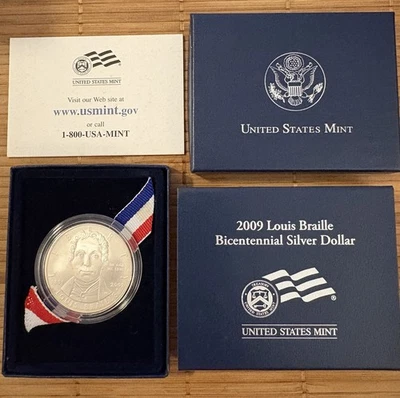 UNITED STATES MINT
Visit our Web site at
www.usmint.gov
or call
1-800-USA-MINT
UNITED STATES MINT
2009 Louis Braille
Bicentennial Silver Dollar
UNITED STATES MINT